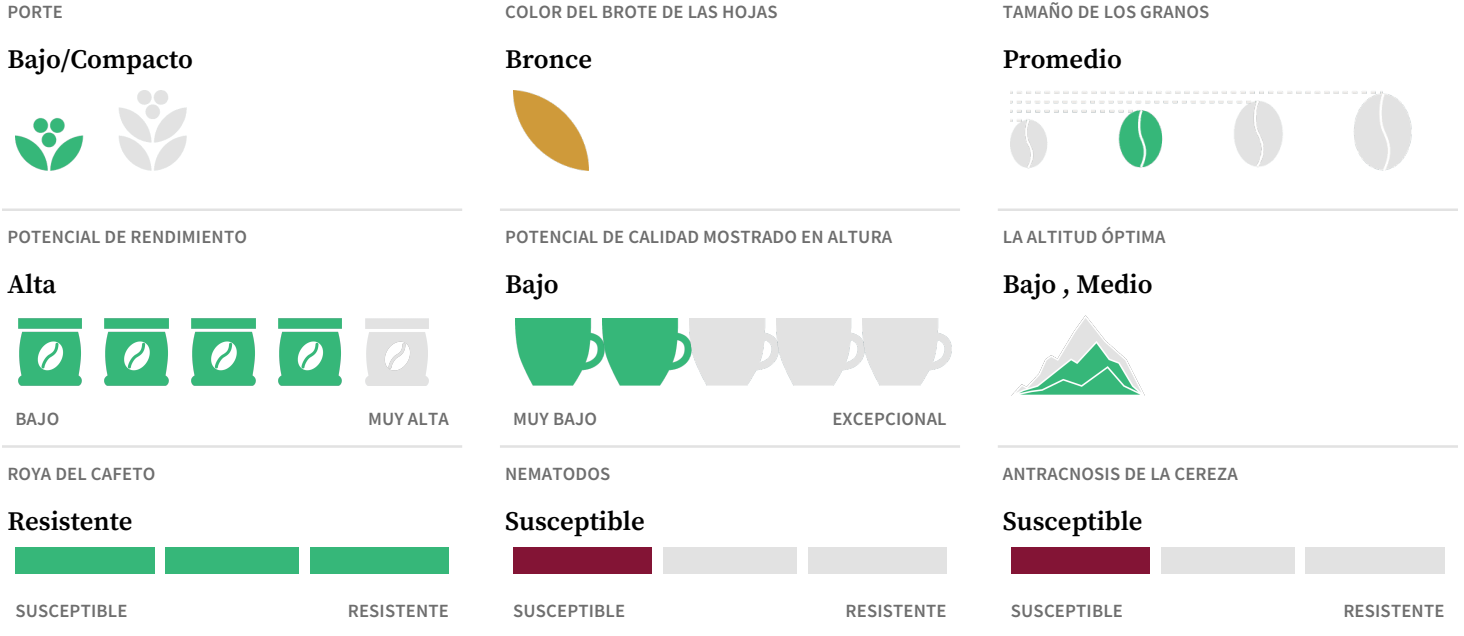 PORTE
Bajo/Compacto
COLOR DEL BROTE DE LAS HOJAS
Bronce
TAMAÑO DE LOS GRANOS
Promedio
POTENCIAL DE RENDIMIENTO
Alta
BAJO
MUY ALTA
POTENCIAL DE CALIDAD MOSTRADO EN ALTURA
Bajo
MUY BAJO
EXCEPCIONAL
LA ALTITUD ÓPTIMA
Bajo , Medio
ROYA DEL CAFETO
Resistente
SUSCEPTIBLE
RESISTENTE
NEMATODOS
Susceptible
SUSCEPTIBLE
RESISTENTE
ANTRACNOSIS DE LA CEREZA
Susceptible
SUSCEPTIBLE
RESISTENTE